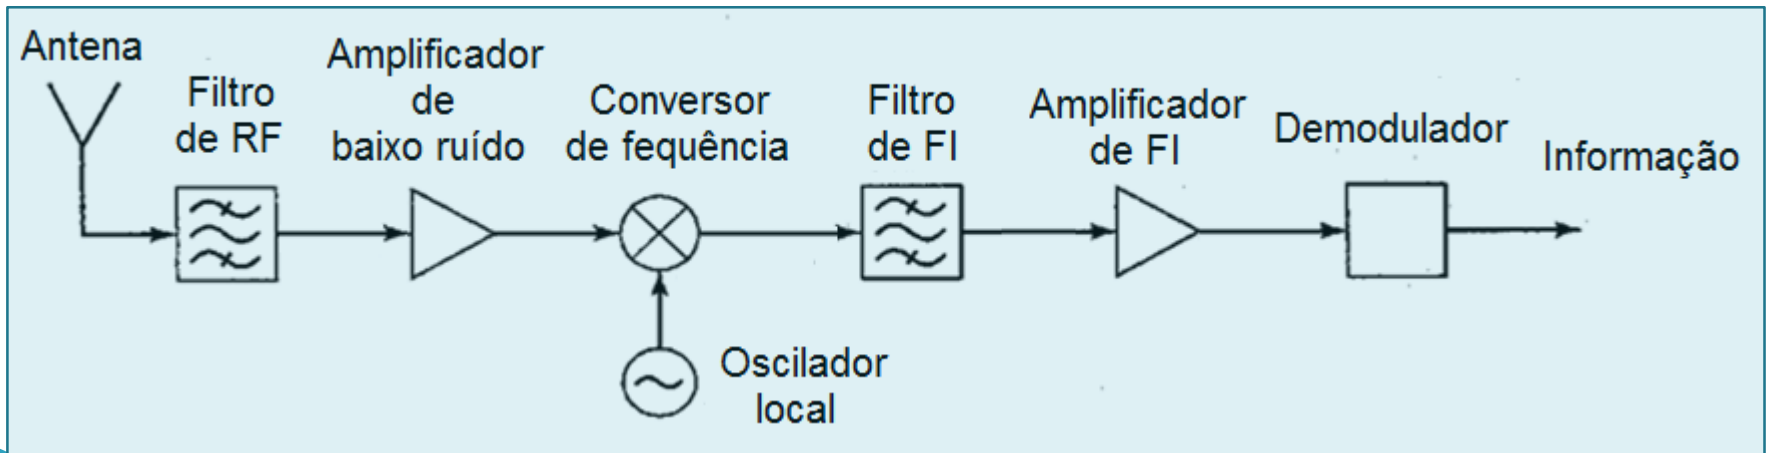 Antena
Filtro
de RF
Amplificador
de
baixo ruído
Conversor
de fequência
Filtro
de FI
Amplificador
de FI
Demodulador
Informação
Oscilador
local